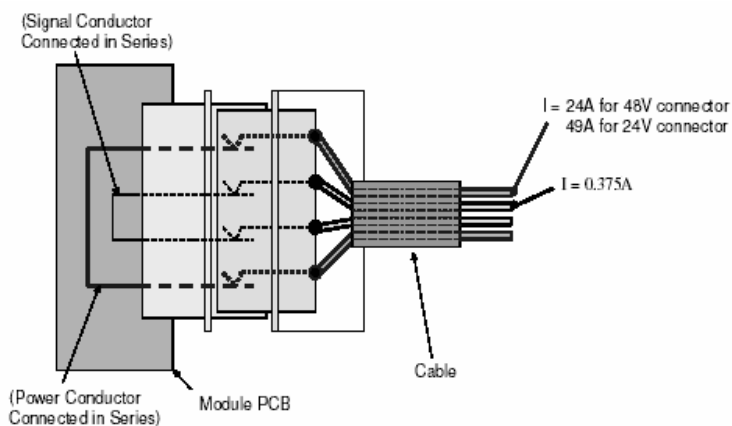 (Signal Conductor
Connected in Series)
I = 24A for 48V connector
49A for 24V connector
I = 0.375A
Cable
(Power Conductor
Connected in Series)
Module PCB